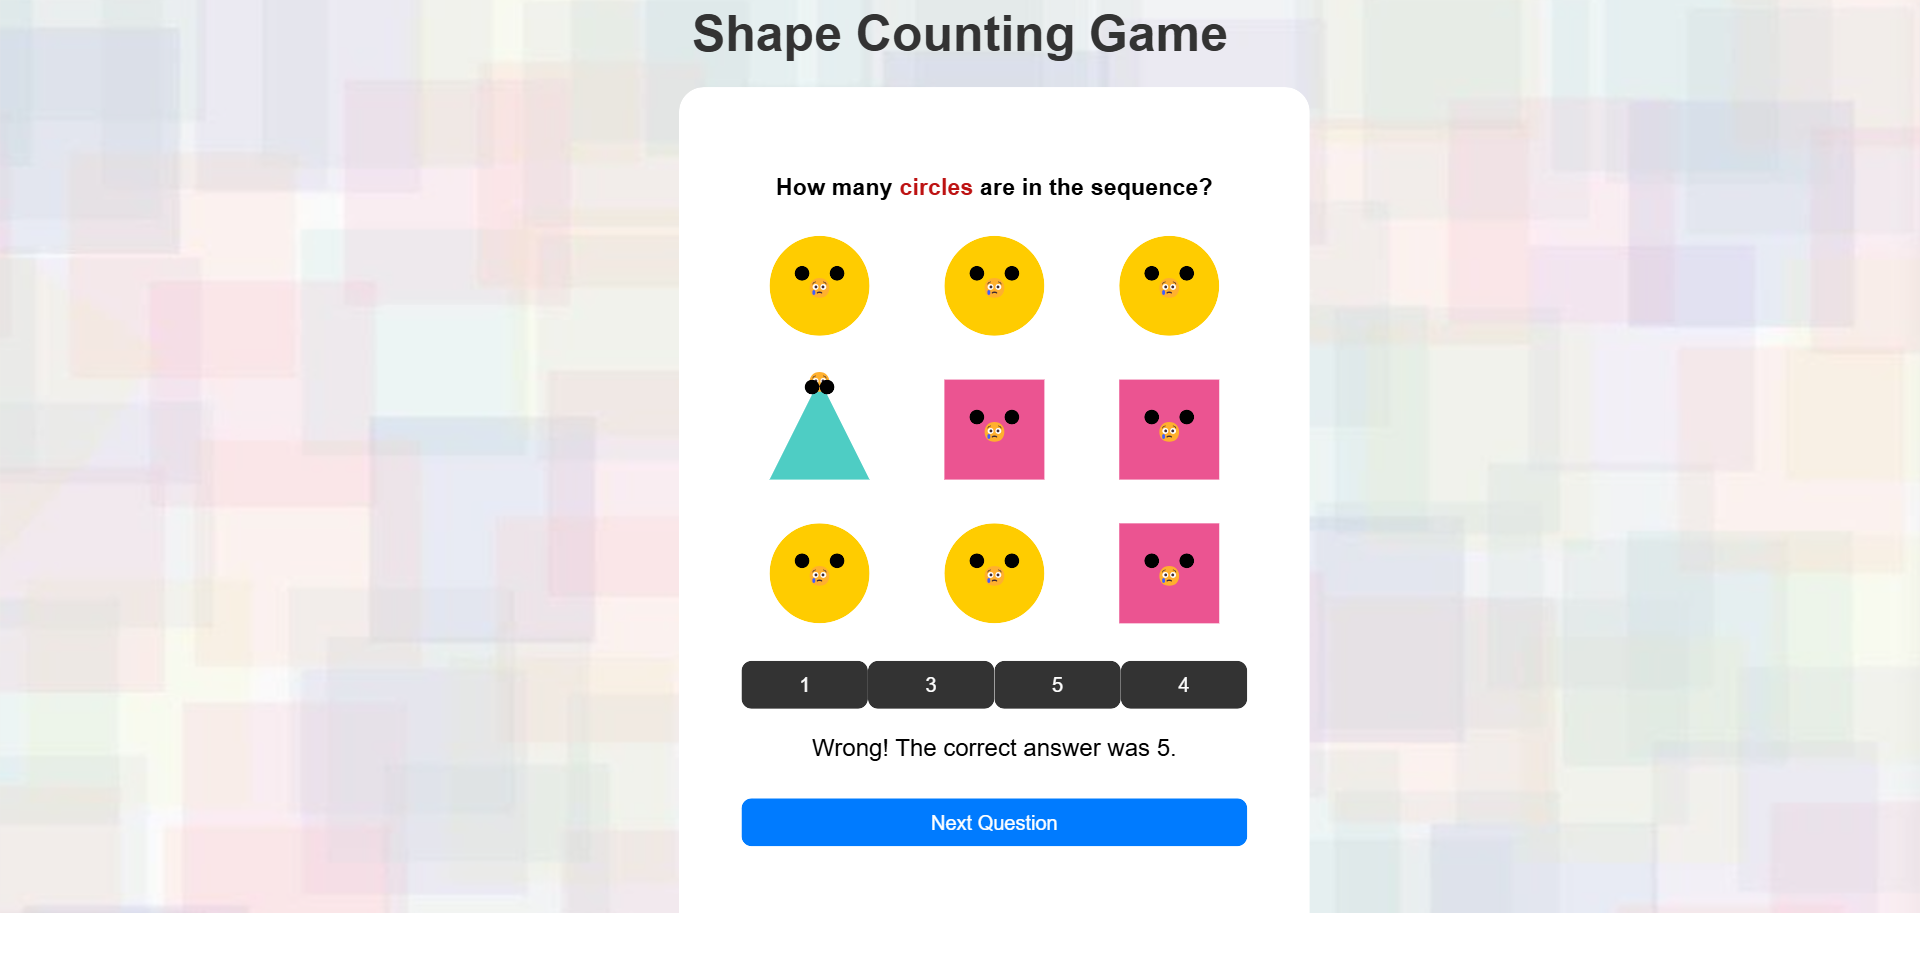 Shape Counting Game
How many circles are in the sequence?
1 3 5 4
Wrong! The correct answer was 5.
Next Question